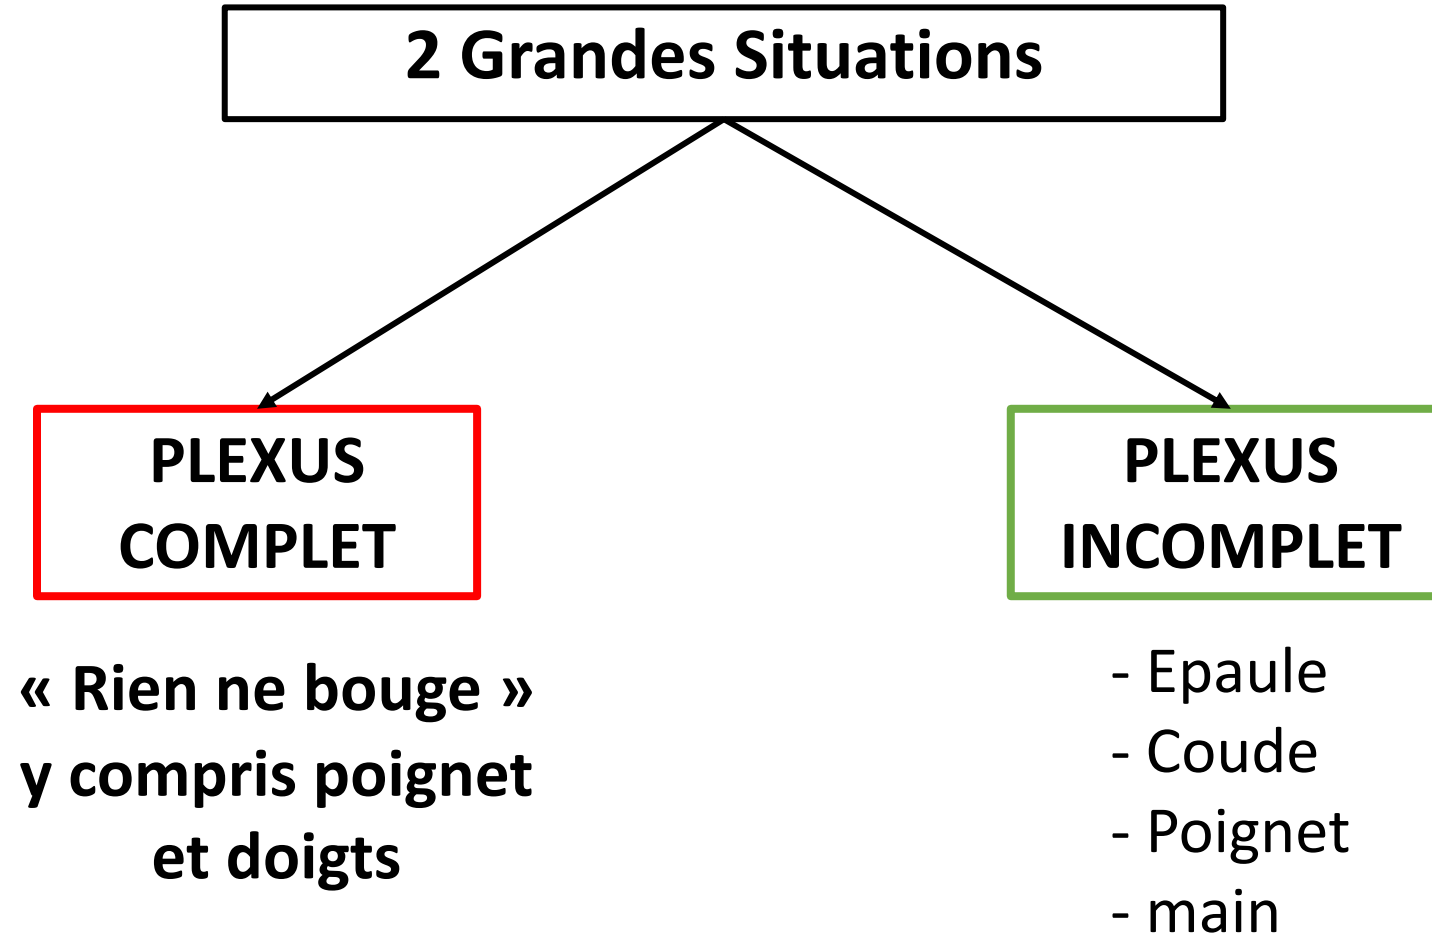 2 Grandes Situations
PLEXUS
COMPLET
« Rien ne bouge »
y compris poignet
et doigts
PLEXUS
INCOMPLET
- Epaule
- Coude
- Poignet
- main